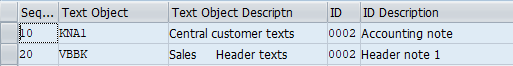 Seq... Text Object Text Object Descriptn ID ID Description
10 KNA1 Central customer texts 0002 Accounting note
20 VBBK Sales Header texts 0002 Header note 1